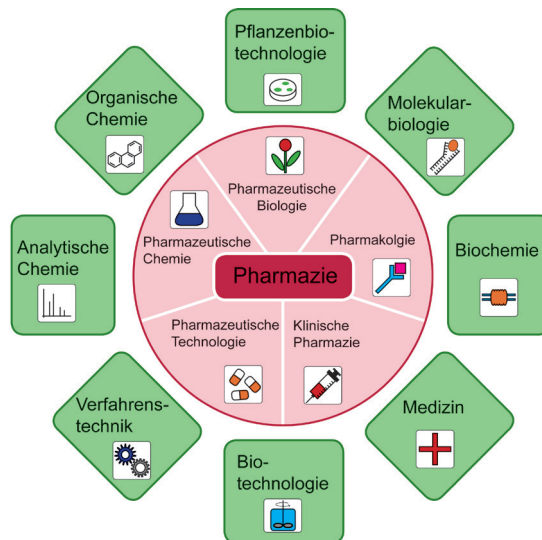 Pflanzenbio-
technologie
Organische
Chemie
Molekular-
biologie
Pharmazeutische
Biologie
Pharmazeutische
Chemie
Pharmakolgie
Analytische
Chemie
Biochemie
Pharmazie
Pharmazeutische
Technologie
Klinische
Pharmazie
Verfahrens-
technik
Medizin
Bio-
technologie